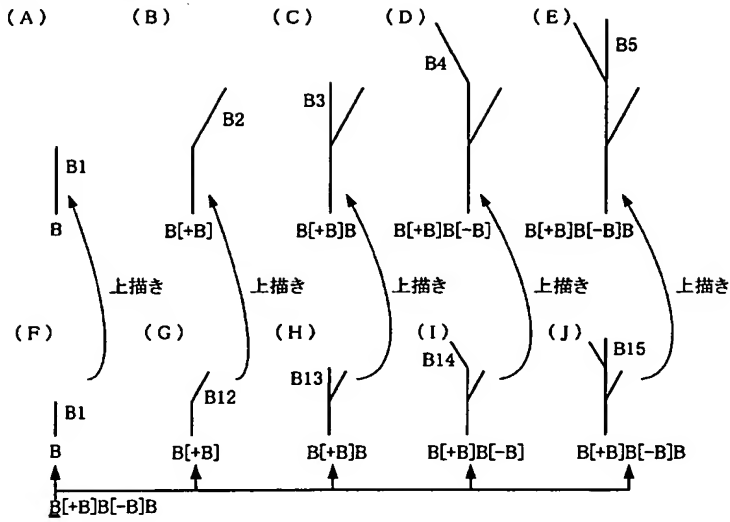 (A) (B) (C) (D) (E)
B5
B4
B3
B2
B1
B B[+B] B[+B]B B[+B]B[-B] B[+B]B[-B]B
上描き 上描き 上描き 上描き 上描き
(F) (G) (H) (I) (J)
B14 B15
B13
B12
B1
B B[+B] B[+B]B B[+B]B[-B] B[+B]B[-B]B
B[+B]B[-B]B